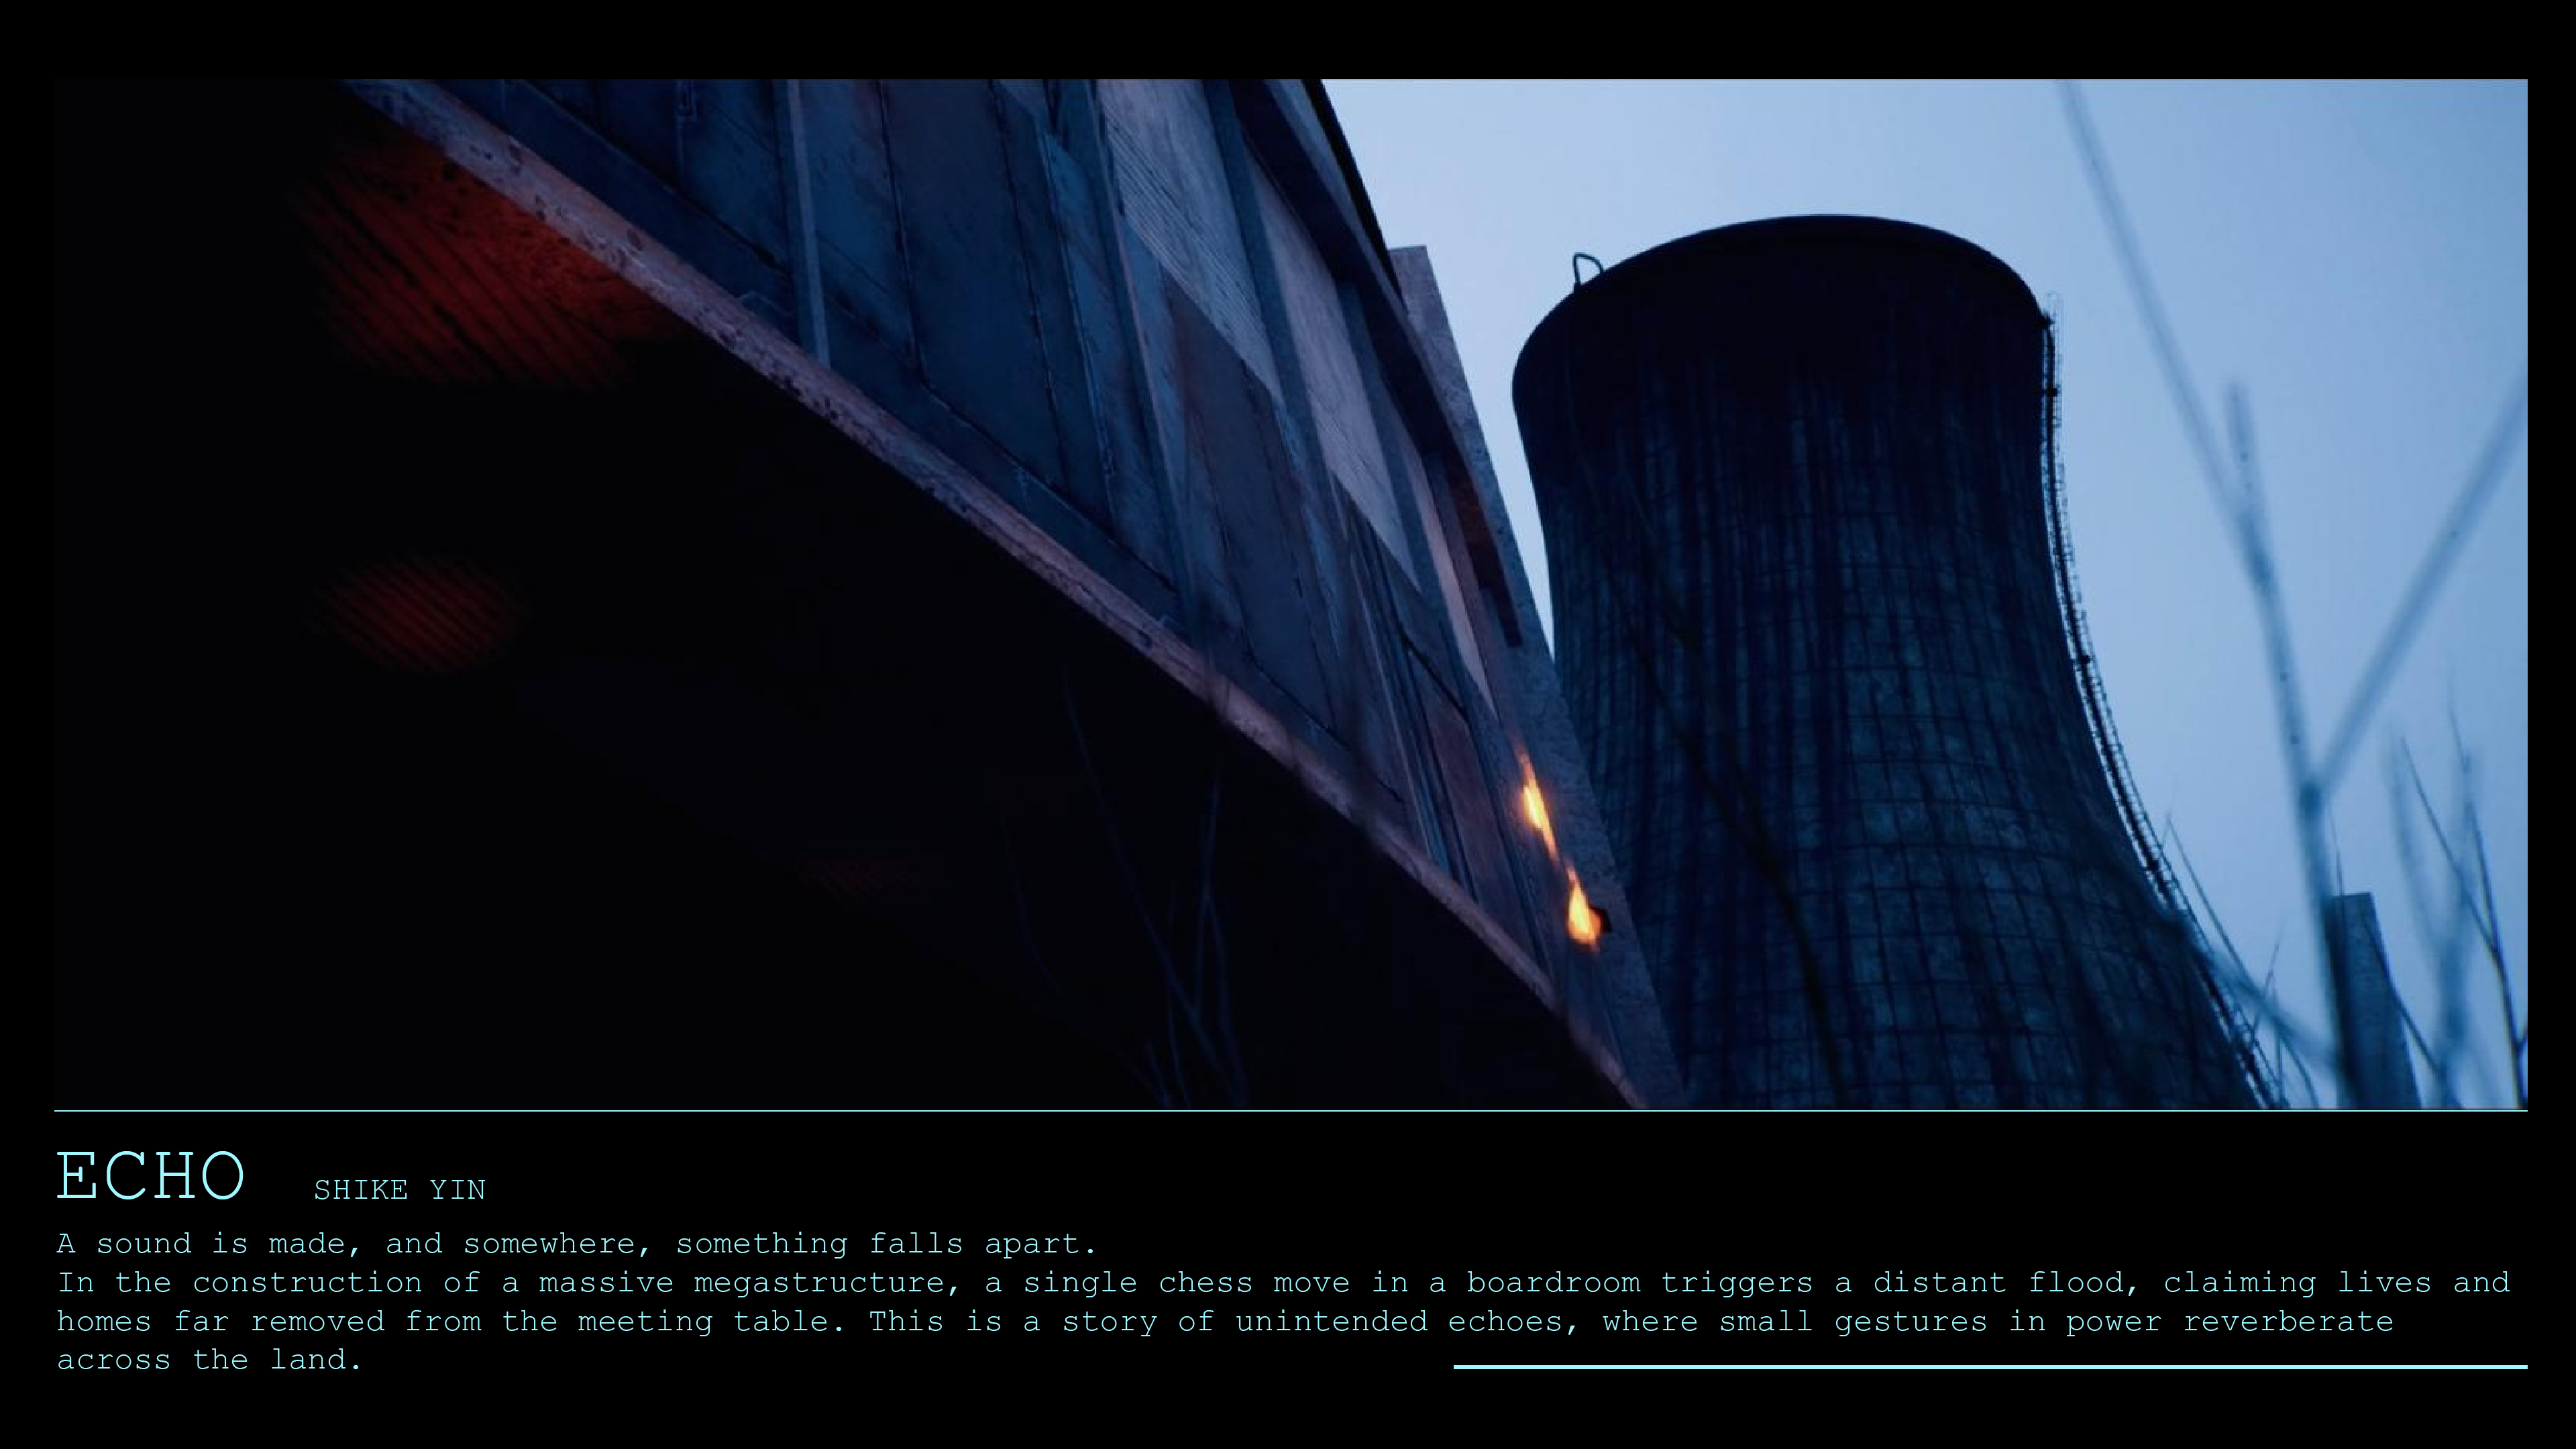 ECHO SHIKE YIN
A sound is made, and somewhere, something falls apart.
In the construction of a massive megastructure, a single chess move in a boardroom triggers a distant flood, claiming lives and
homes far removed from the meeting table. This is a story of unintended echoes, where small gestures in power reverberate
across the land.